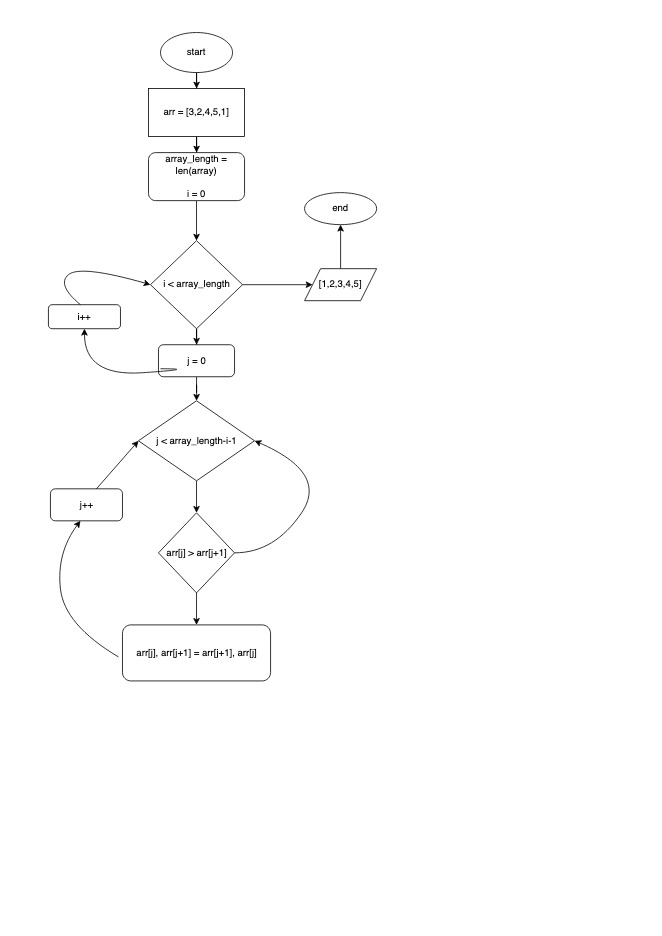 start
arr = [3,2,4,5,1]
array_length =
len(array)
i = 0
end
i < array_length
[1,2,3,4,5]
i++
j = 0
j < array_length-i-1
j++
arr[j] > arr[j+1]
arr[j], arr[j+1] = arr[j+1], arr[j]